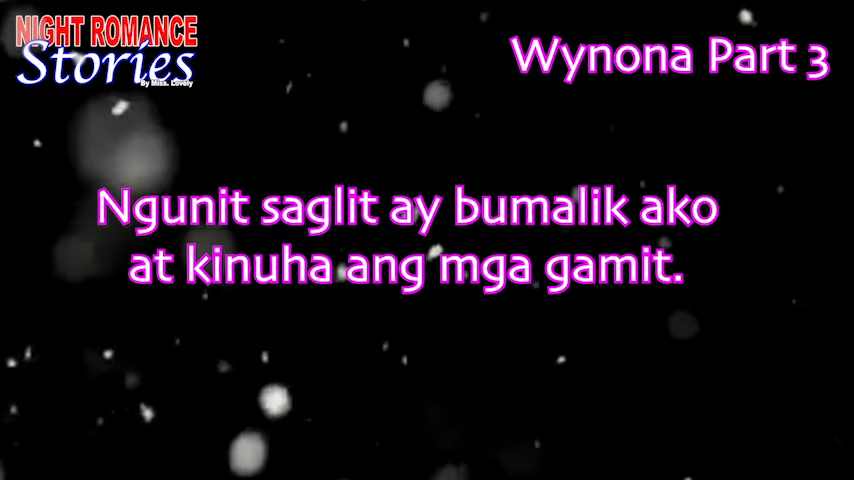 NIGHT ROMANCE
Stories
By Miss. Lovely
Wynona Part 3
Ngunit saglit ay bumalik ako
at kinuha ang mga gamit.